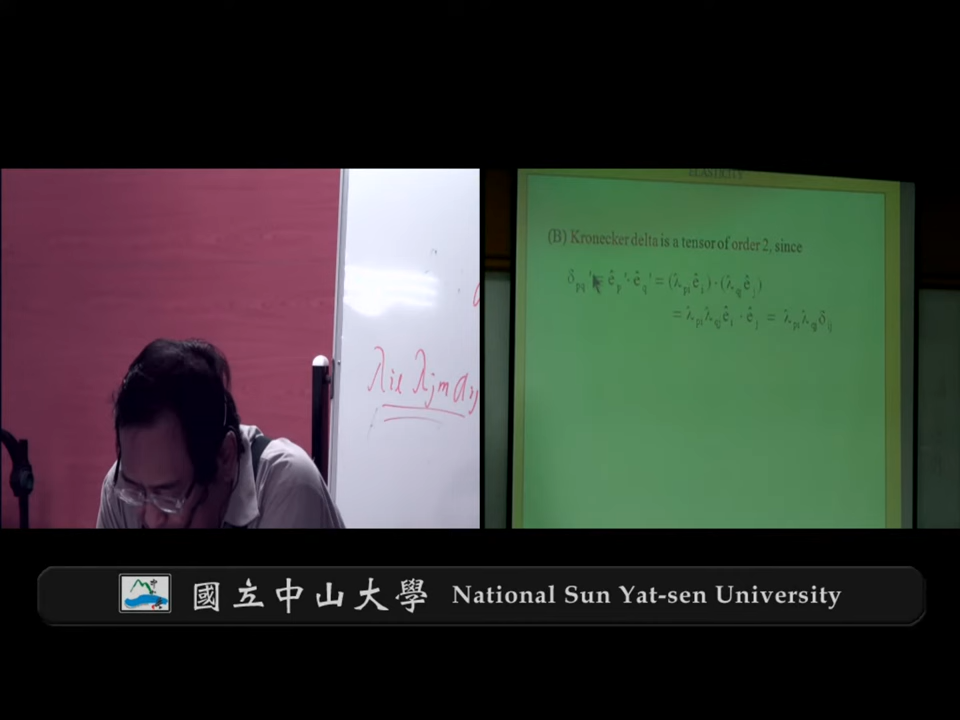 ELASTICITY
(B) Kronecker delta is a tensor of order 2, since
δpq' = êp' · êq' = (λpi êi) · (λqj êj)
= λpi λqj êi · êj = λpi λqj δij
λil λjm aij
國立中山大學 National Sun Yat-sen University